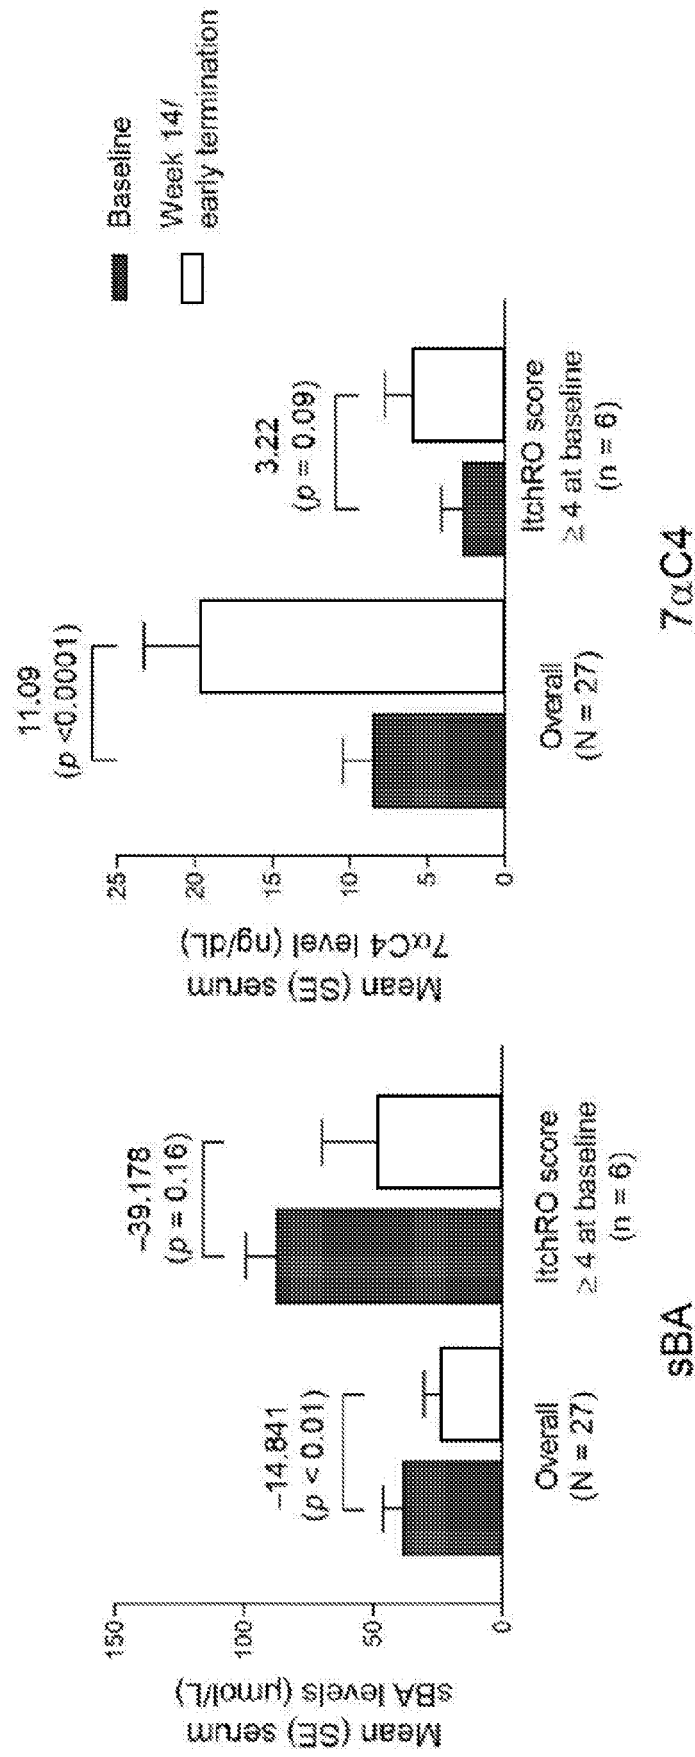 Mean (SE) serum
sBA levels (µmol/L)
150
100
50
0
–14.841
(p < 0.01)
–39.178
(p = 0.16)
Overall
(N = 27)
ItchRO score
≥ 4 at baseline
(n = 6)
sBA
Mean (SE) serum
7αC4 level (ng/dL)
25
20
15
10
5
0
11.09
(p <0.0001)
3.22
(p = 0.09)
Overall
(N = 27)
ItchRO score
≥ 4 at baseline
(n = 6)
7αC4
Baseline
Week 14/
early termination